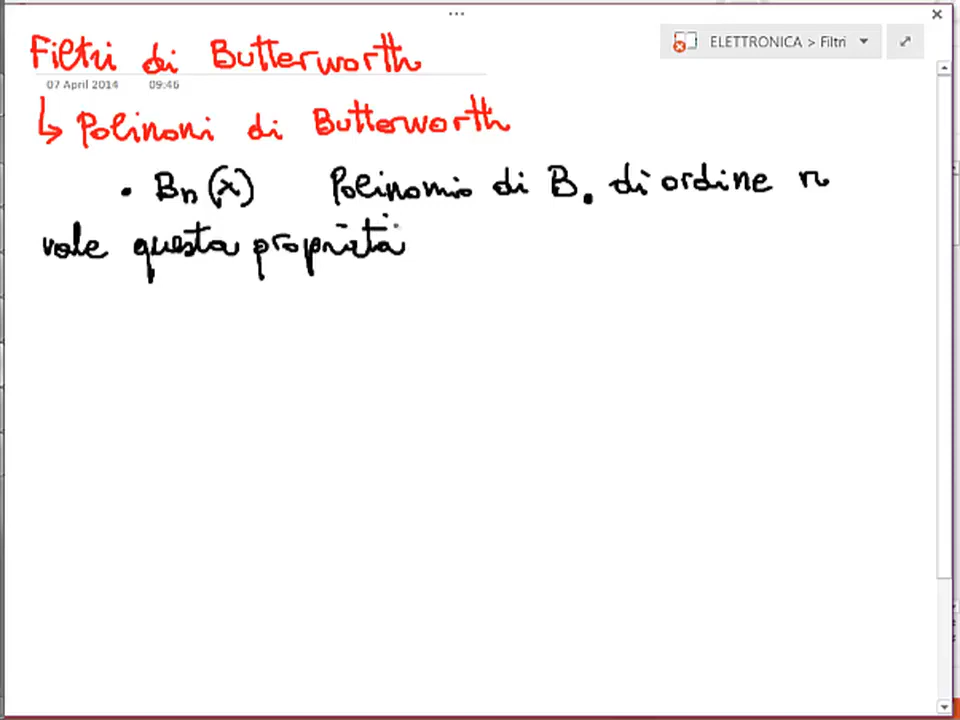 ELETTRONICA > Filtri
Filtri di Butterworth
07 April 2014 09:46
↳ Polinomi di Butterworth
• Bn(x) Polinomio di B. di ordine n
vale questa proprietà